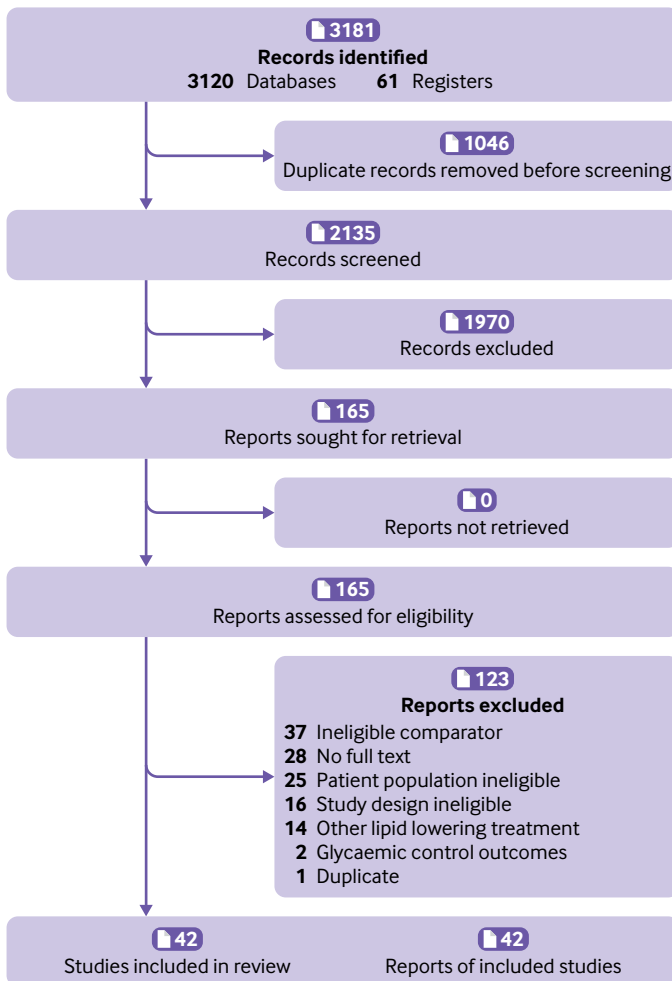 3181
Records identified
3120 Databases 61 Registers
1046
Duplicate records removed before screening
2135
Records screened
1970
Records excluded
165
Reports sought for retrieval
0
Reports not retrieved
165
Reports assessed for eligibility
123
Reports excluded
37 Ineligible comparator
28 No full text
25 Patient population ineligible
16 Study design ineligible
14 Other lipid lowering treatment
2 Glycaemic control outcomes
1 Duplicate
42
Studies included in review
42
Reports of included studies